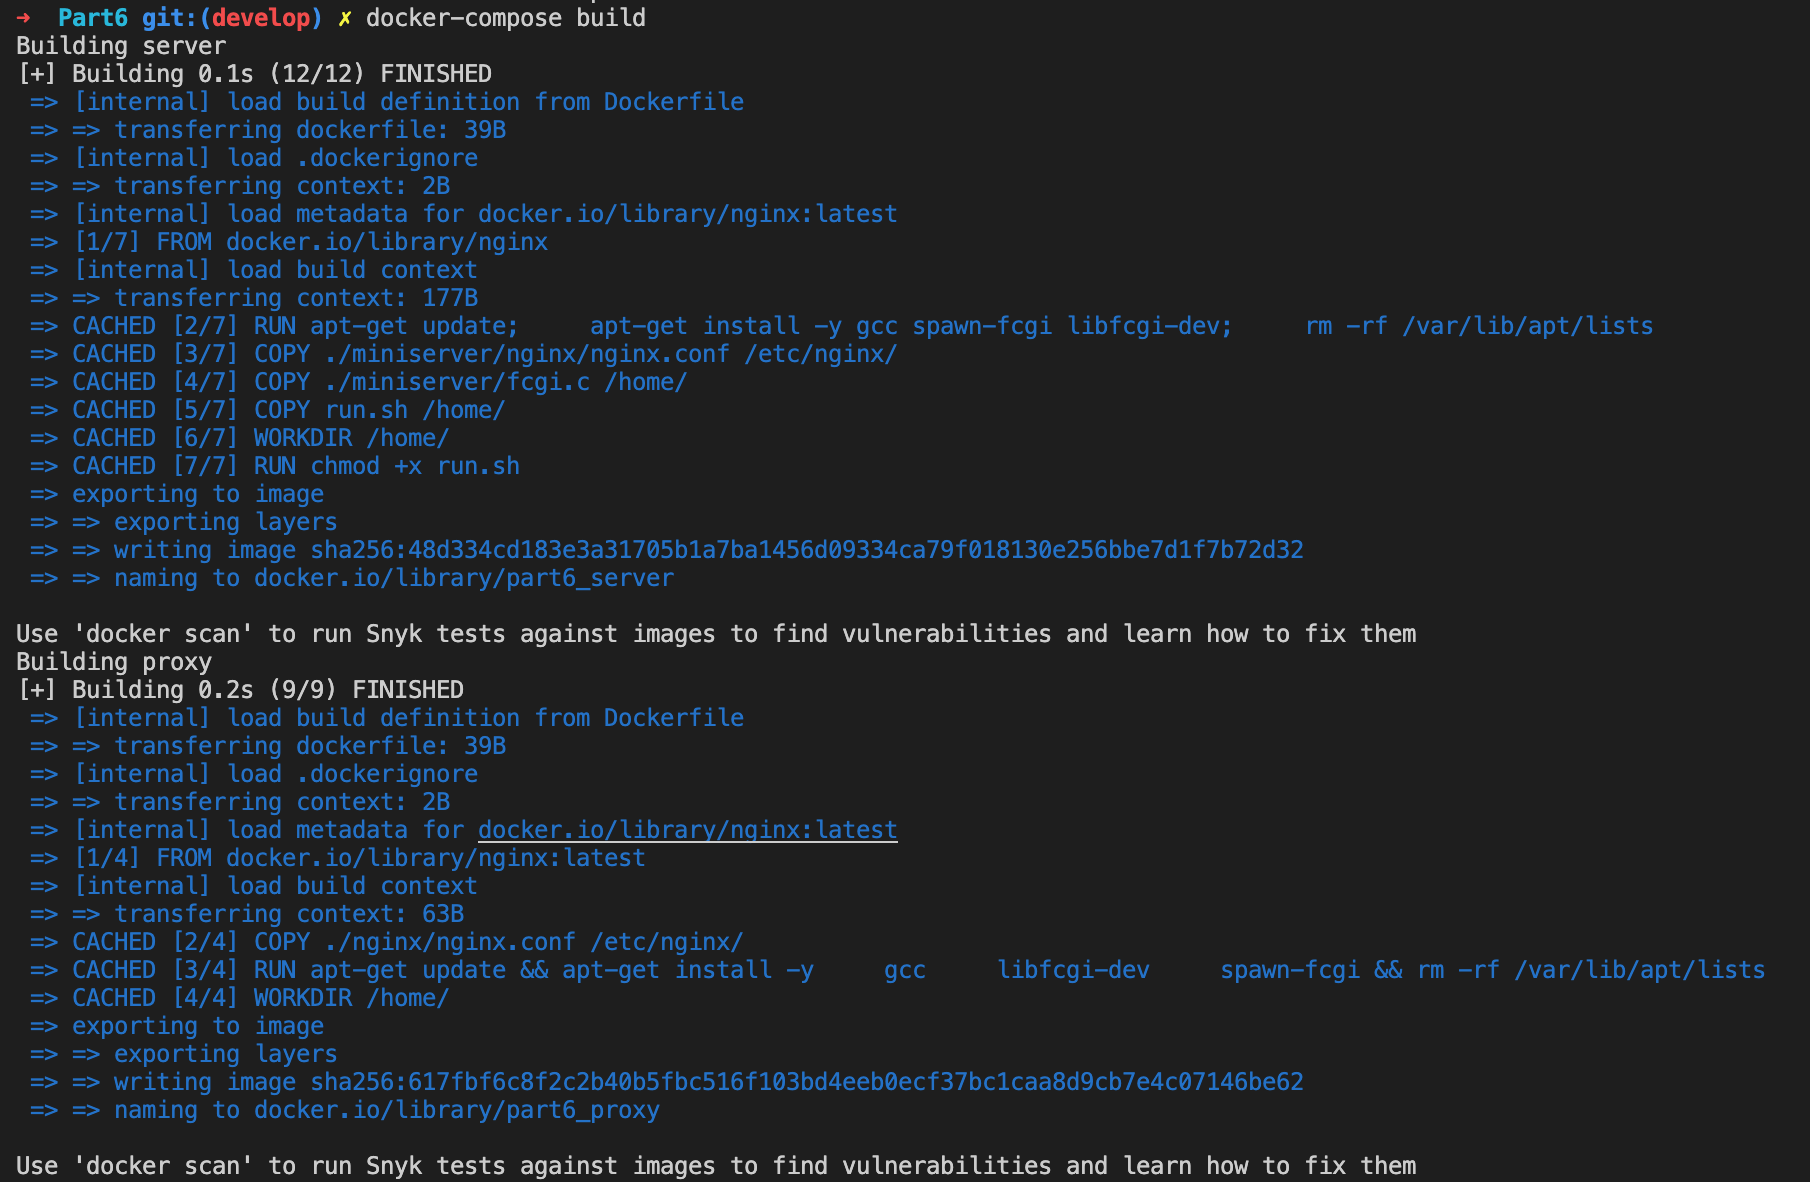 ➜  Part6 git:(develop) ✗ docker-compose build
Building server
[+] Building 0.1s (12/12) FINISHED
 => [internal] load build definition from Dockerfile
 => => transferring dockerfile: 39B
 => [internal] load .dockerignore
 => => transferring context: 2B
 => [internal] load metadata for docker.io/library/nginx:latest
 => [1/7] FROM docker.io/library/nginx
 => [internal] load build context
 => => transferring context: 177B
 => CACHED [2/7] RUN apt-get update;     apt-get install -y gcc spawn-fcgi libfcgi-dev;     rm -rf /var/lib/apt/lists
 => CACHED [3/7] COPY ./miniserver/nginx/nginx.conf /etc/nginx/
 => CACHED [4/7] COPY ./miniserver/fcgi.c /home/
 => CACHED [5/7] COPY run.sh /home/
 => CACHED [6/7] WORKDIR /home/
 => CACHED [7/7] RUN chmod +x run.sh
 => exporting to image
 => => exporting layers
 => => writing image sha256:48d334cd183e3a31705b1a7ba1456d09334ca79f018130e256bbe7d1f7b72d32
 => => naming to docker.io/library/part6_server
Use 'docker scan' to run Snyk tests against images to find vulnerabilities and learn how to fix them
Building proxy
[+] Building 0.2s (9/9) FINISHED
 => [internal] load build definition from Dockerfile
 => => transferring dockerfile: 39B
 => [internal] load .dockerignore
 => => transferring context: 2B
 => [internal] load metadata for docker.io/library/nginx:latest
 => [1/4] FROM docker.io/library/nginx:latest
 => [internal] load build context
 => => transferring context: 63B
 => CACHED [2/4] COPY ./nginx/nginx.conf /etc/nginx/
 => CACHED [3/4] RUN apt-get update && apt-get install -y     gcc     libfcgi-dev     spawn-fcgi && rm -rf /var/lib/apt/lists
 => CACHED [4/4] WORKDIR /home/
 => exporting to image
 => => exporting layers
 => => writing image sha256:617fbf6c8f2c2b40b5fbc516f103bd4eeb0ecf37bc1caa8d9cb7e4c07146be62
 => => naming to docker.io/library/part6_proxy
Use 'docker scan' to run Snyk tests against images to find vulnerabilities and learn how to fix them